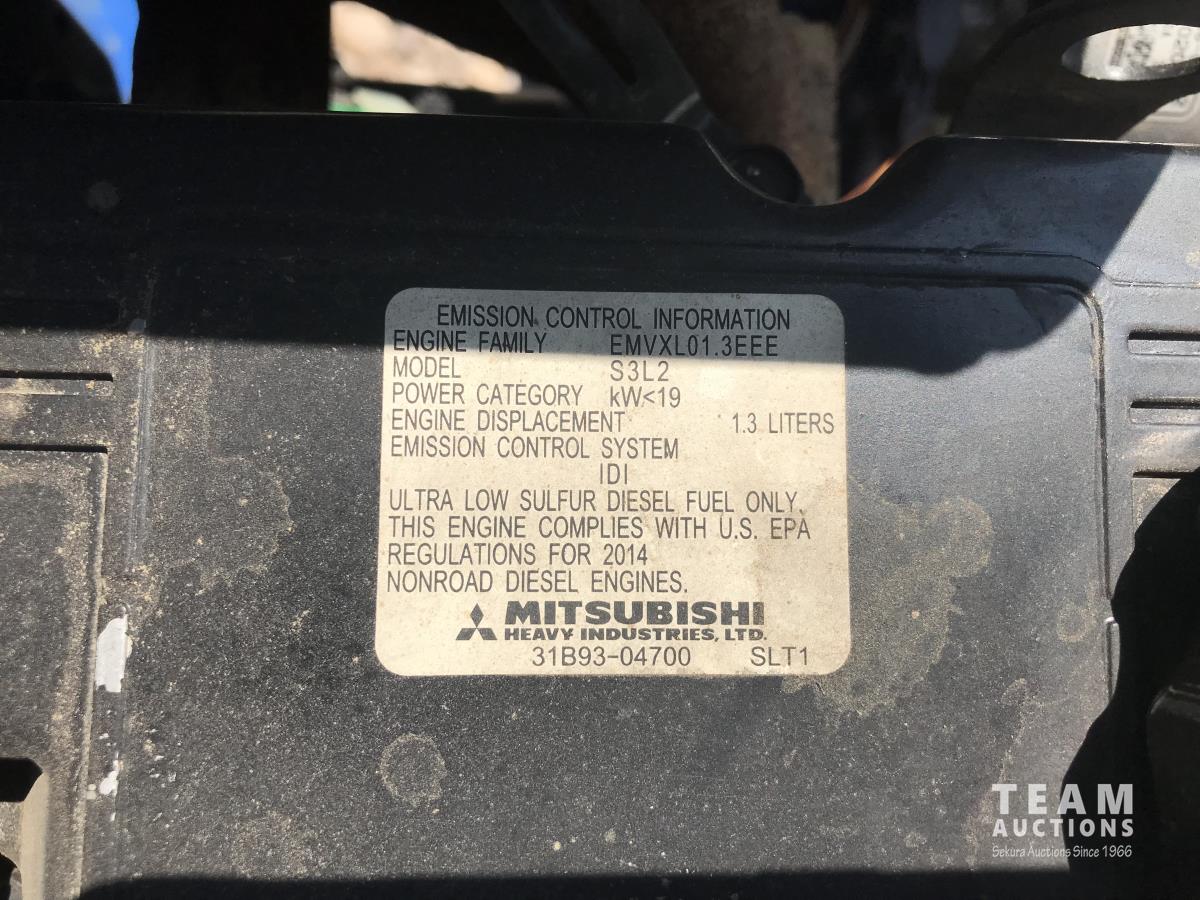 EMISSION CONTROL INFORMATION
ENGINE FAMILY EMVXL01.3EEE
MODEL S3L2
POWER CATEGORY kW<19
ENGINE DISPLACEMENT 1.3 LITERS
EMISSION CONTROL SYSTEM
IDI
ULTRA LOW SULFUR DIESEL FUEL ONLY.
THIS ENGINE COMPLIES WITH U.S. EPA
REGULATIONS FOR 2014
NONROAD DIESEL ENGINES.
MITSUBISHI
HEAVY INDUSTRIES, LTD.
31B93-04700 SLT1
TEAM
AUCTIONS
Sekura Auctions Since 1966